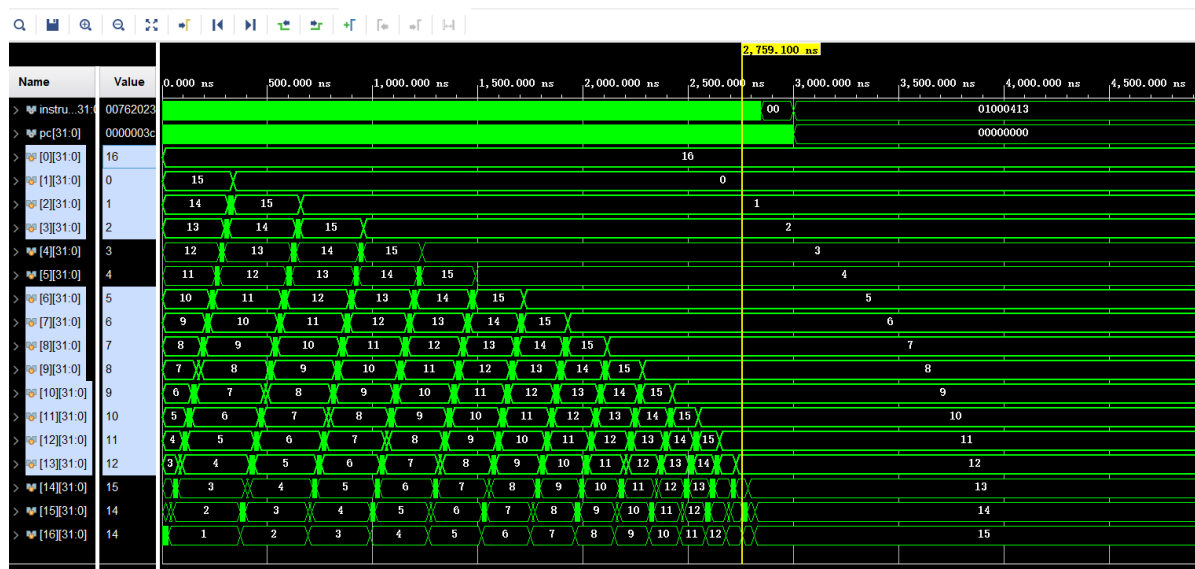 2,759.100 ns
Name Value 0.000 ns 500.000 ns 1,000.000 ns 1,500.000 ns 2,000.000 ns 2,500.000 ns 3,000.000 ns 3,500.000 ns 4,000.000 ns 4,500.000 ns
instru...31:0 00762023 00 01000413
pc[31:0] 0000003c 00000000
[0][31:0] 16 16
[1][31:0] 0 15 0
[2][31:0] 1 14 15 1
[3][31:0] 2 13 14 15 2
[4][31:0] 3 12 13 14 15 3
[5][31:0] 4 11 12 13 14 15 4
[6][31:0] 5 10 11 12 13 14 15 5
[7][31:0] 6 9 10 11 12 13 14 15 6
[8][31:0] 7 8 9 10 11 12 13 14 15 7
[9][31:0] 8 7 8 9 10 11 12 13 14 15 8
[10][31:0] 9 6 7 8 9 10 11 12 13 14 15 9
[11][31:0] 10 5 6 7 8 9 10 11 12 13 14 15 10
[12][31:0] 11 4 5 6 7 8 9 10 11 12 13 14 15 11
[13][31:0] 12 3 4 5 6 7 8 9 10 11 12 13 14 12
[14][31:0] 15 3 4 5 6 7 8 9 10 11 12 13 13
[15][31:0] 14 2 3 4 5 6 7 8 9 10 11 12 14
[16][31:0] 14 1 2 3 4 5 6 7 8 9 10 11 12 15